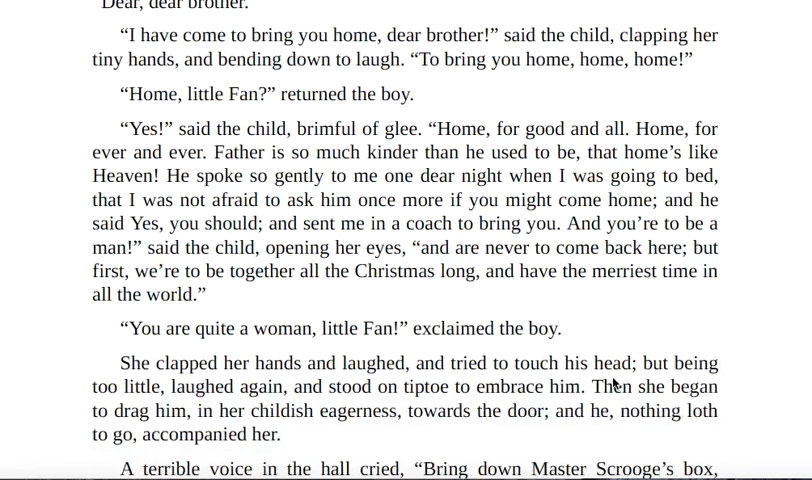 "Dear, dear brother."
"I have come to bring you home, dear brother!" said the child, clapping her
tiny hands, and bending down to laugh. "To bring you home, home, home!"
"Home, little Fan?" returned the boy.
"Yes!" said the child, brimful of glee. "Home, for good and all. Home, for
ever and ever. Father is so much kinder than he used to be, that home's like
Heaven! He spoke so gently to me one dear night when I was going to bed,
that I was not afraid to ask him once more if you might come home; and he
said Yes, you should; and sent me in a coach to bring you. And you're to be a
man!" said the child, opening her eyes, "and are never to come back here; but
first, we're to be together all the Christmas long, and have the merriest time in
all the world."
"You are quite a woman, little Fan!" exclaimed the boy.
She clapped her hands and laughed, and tried to touch his head; but being
too little, laughed again, and stood on tiptoe to embrace him. Then she began
to drag him, in her childish eagerness, towards the door; and he, nothing loth
to go, accompanied her.
A terrible voice in the hall cried, "Bring down Master Scrooge's box,